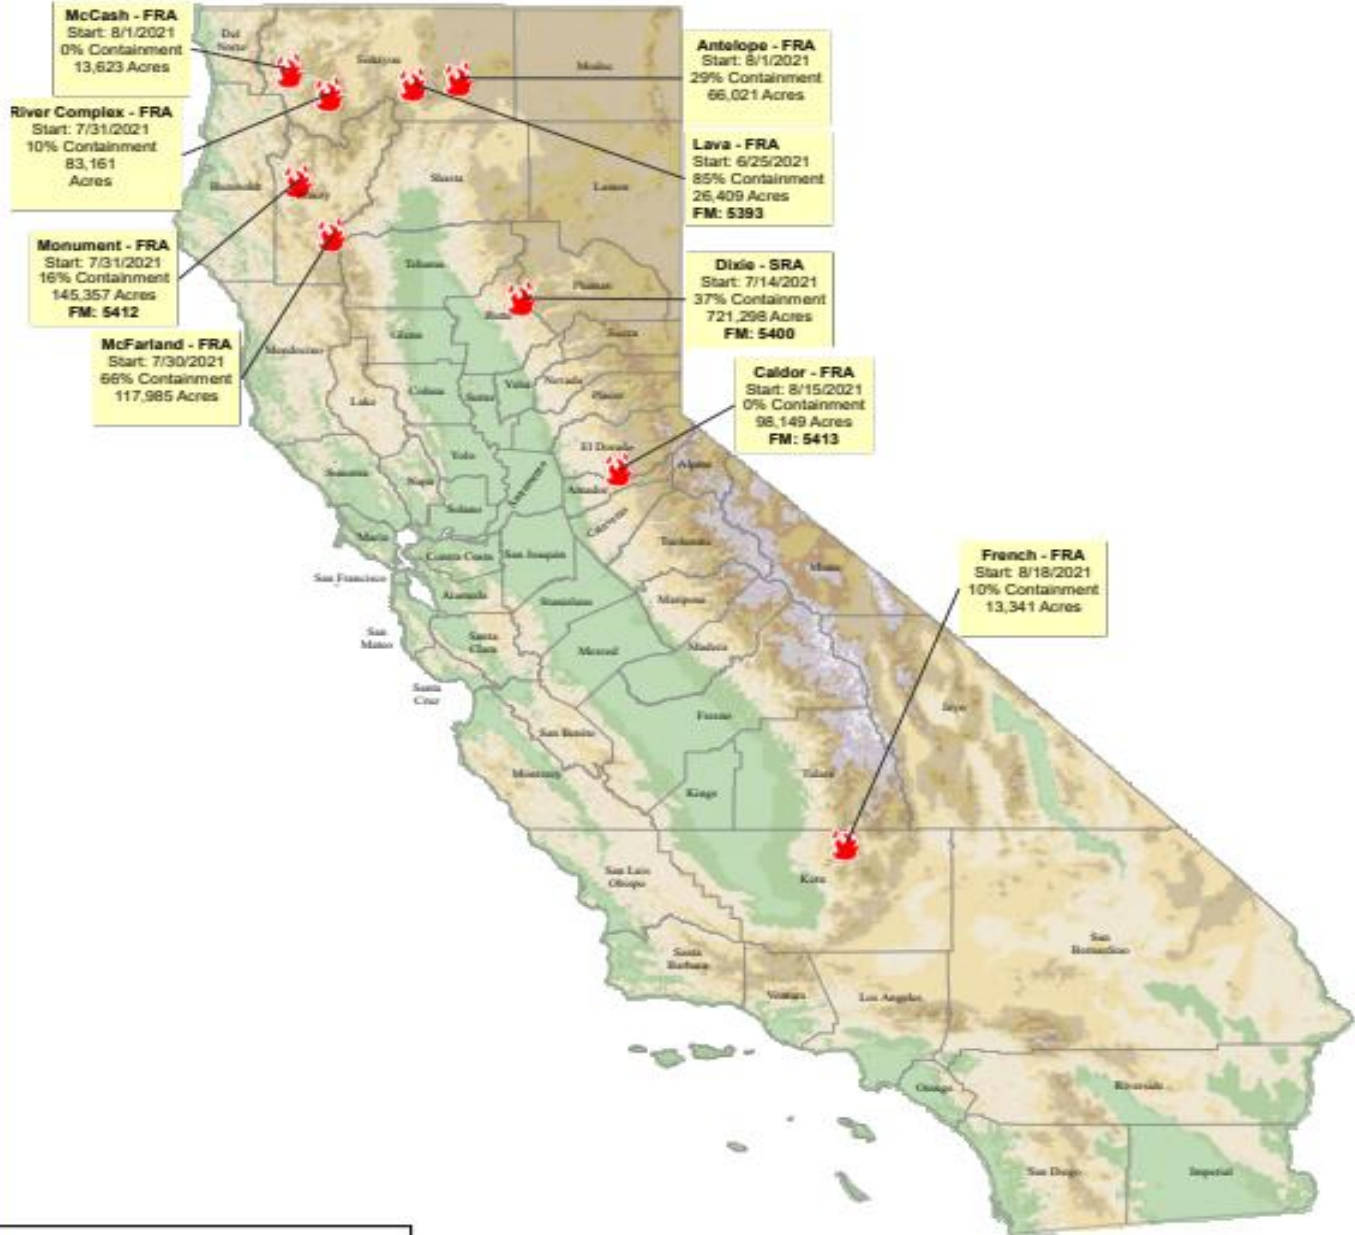 McCash - FRA
Start: 8/1/2021
0% Containment
13,623 Acres
River Complex - FRA
Start: 7/31/2021
10% Containment
83,161
Acres
Monument - FRA
Start: 7/31/2021
16% Containment
145,357 Acres
FM: 5412
McFarland - FRA
Start: 7/30/2021
66% Containment
117,985 Acres
Antelope - FRA
Start: 8/1/2021
29% Containment
66,021 Acres
Lava - FRA
Start: 6/25/2021
85% Containment
26,409 Acres
FM: 5393
Dixie - SRA
Start: 7/14/2021
37% Containment
721,298 Acres
FM: 5400
Caldor - FRA
Start: 8/15/2021
0% Containment
98,149 Acres
FM: 5413
French - FRA
Start: 8/18/2021
10% Containment
13,341 Acres
Del
Norte
Siskiyou
Modoc
Humboldt
Shasta
Lassen
Tehama
Plumas
Butte
Glenn
Sierra
Mendocino
Lake
Colusa
Sutter
Yuba
Nevada
Placer
El Dorado
Yolo
Sonoma
Napa
Solano
Sacramento
Amador
Alpine
Calaveras
Marin
Contra Costa
San Joaquin
Tuolumne
Mono
San Francisco
Alameda
Stanislaus
Mariposa
San
Mateo
Santa
Clara
Merced
Madera
Santa
Cruz
Fresno
Inyo
San Benito
Monterey
Kings
Tulare
San Luis
Obispo
Kern
Santa
Barbara
San
Ventura
Los Angeles
Orange
Riverside
San Diego
Imperial